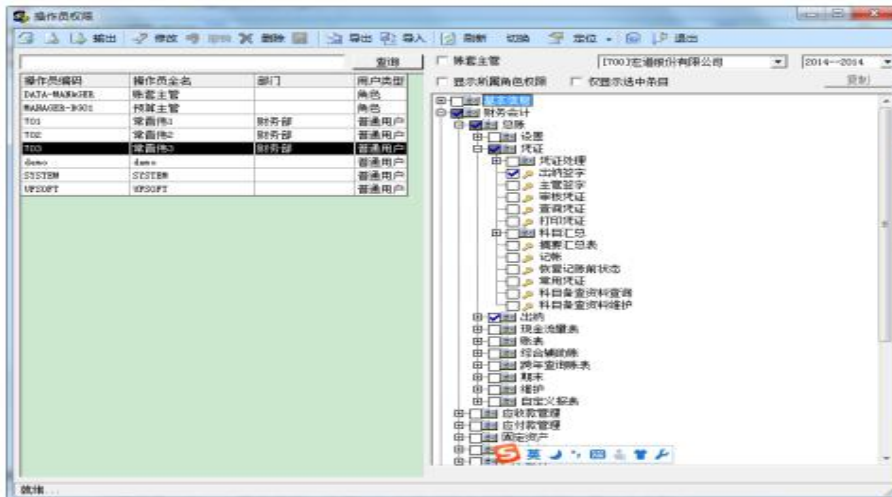 操作员权限
输出 修改 删除 导出 导入 刷新 切换 定位 退出
查询 账套主管 [700]宏谱股份有限公司 2014--2014
显示所属角色权限 仅显示选中条目 复制
操作员编码 操作员全名 部门 用户类型
DATA-MANAGER 账套主管 角色
MANAGER-BG01 预算主管 角色
T01 常茜伟1 财务部 普通用户
T02 常茜伟2 财务部 普通用户
T03 常茜伟3 财务部 普通用户
demo demo 普通用户
SYSTEM SYSTEM 普通用户
UFSOFT UFSOFT 普通用户
基本信息
财务会计
总账
设置
凭证
凭证处理
出纳签字
主管签字
审核凭证
查询凭证
打印凭证
科目汇总
摘要汇总表
记账
恢复记账前状态
常用凭证
科目备查资料查询
科目备查资料维护
出纳
现金流量表
账表
综合辅助账
跨年查询账表
期末
维护
自定义报表
应收款管理
应付款管理
固定资产
英
就绪...